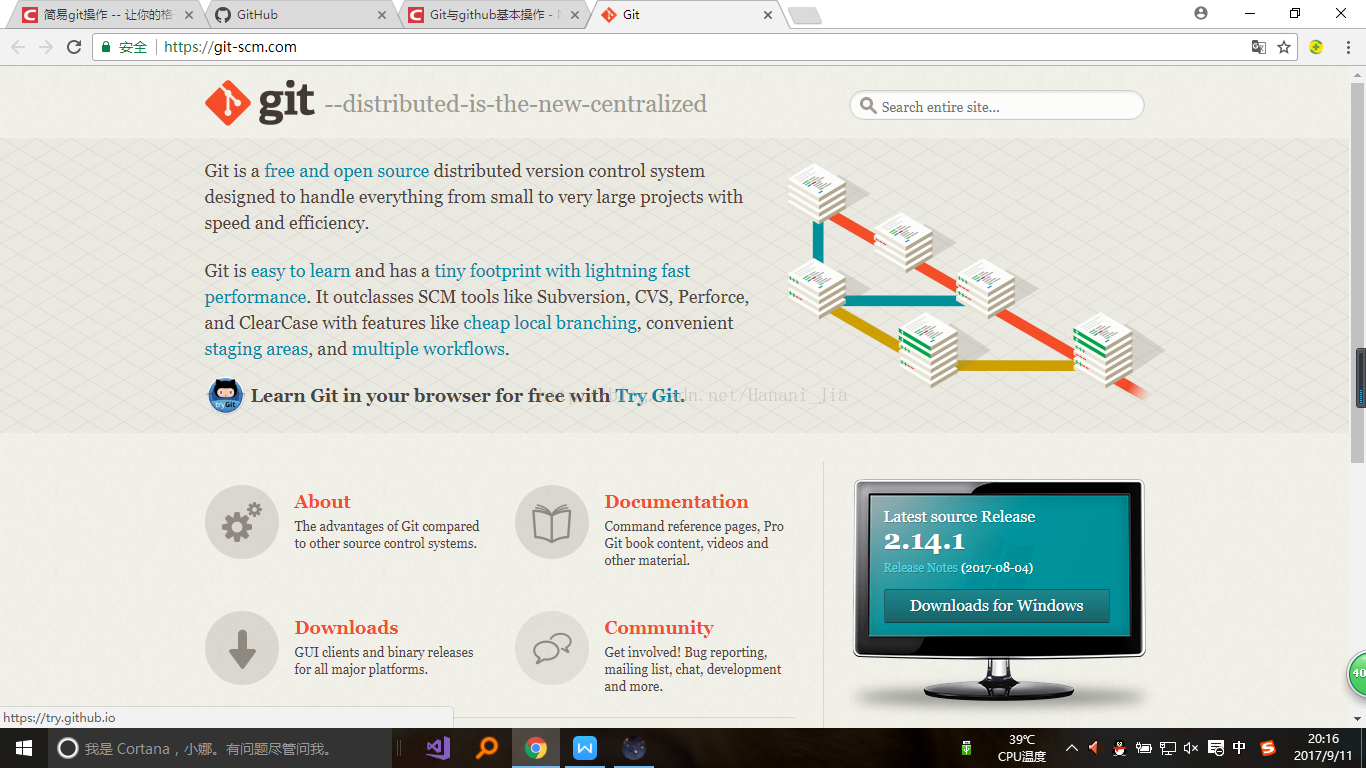 简易git操作 -- 让你的格
GitHub
Git与github基本操作 -
Git
安全
https://git-scm.com
git --distributed-is-the-new-centralized
Search entire site...
Git is a free and open source distributed version control system
designed to handle everything from small to very large projects with
speed and efficiency.
Git is easy to learn and has a tiny footprint with lightning fast
performance. It outclasses SCM tools like Subversion, CVS, Perforce,
and ClearCase with features like cheap local branching, convenient
staging areas, and multiple workflows.
tryGit
Learn Git in your browser for free with Try Git.
.net/Hanani_Jia
About
The advantages of Git compared
to other source control systems.
Documentation
Command reference pages, Pro
Git book content, videos and
other material.
Downloads
GUI clients and binary releases
for all major platforms.
Community
Get involved! Bug reporting,
mailing list, chat, development
and more.
Latest source Release
2.14.1
Release Notes (2017-08-04)
Downloads for Windows
40
https://try.github.io
我是 Cortana，小娜。有问题尽管问我。
39℃
CPU温度
中
20:16
2017/9/11